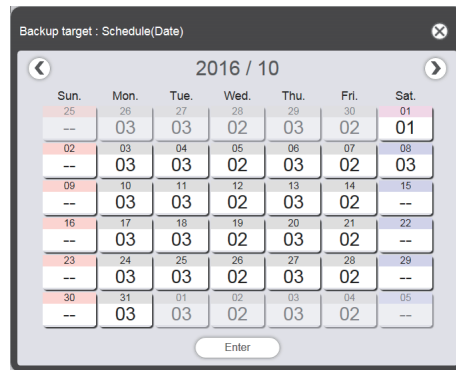 Backup target : Schedule(Date)
2016 / 10
Sun. Mon. Tue. Wed. Thu. Fri. Sat.
25 26 27 28 29 30 01
-- 03 03 02 03 02 01
02 03 04 05 06 07 08
-- 03 03 02 03 02 03
09 10 11 12 13 14 15
-- 03 03 02 03 02 --
16 17 18 19 20 21 22
-- 03 03 02 03 02 --
23 24 25 26 27 28 29
-- 03 03 02 03 02 --
30 31 01 02 03 04 05
-- 03 03 02 03 02 --
Enter